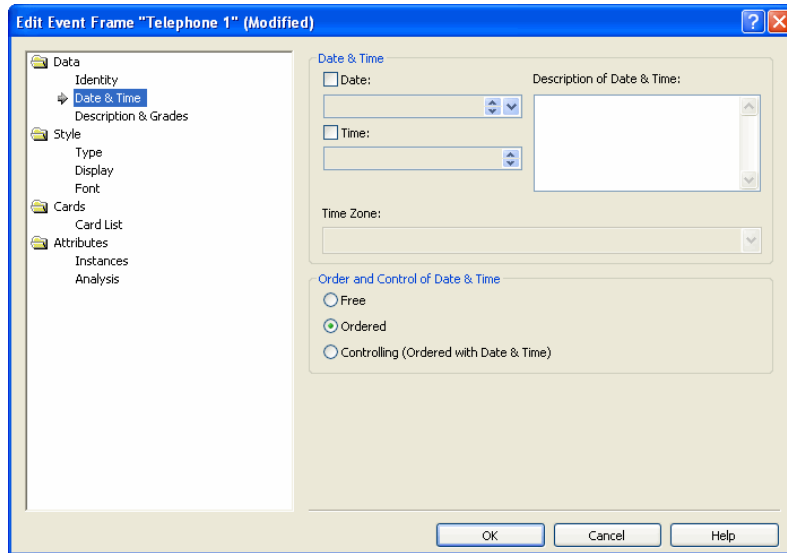 Edit Event Frame "Telephone 1" (Modified)
Data
Identity
Date & Time
Description & Grades
Style
Type
Display
Font
Cards
Card List
Attributes
Instances
Analysis
Date & Time
Date:
Description of Date & Time:
Time:
Time Zone:
Order and Control of Date & Time
Free
Ordered
Controlling (Ordered with Date & Time)
OK Cancel Help